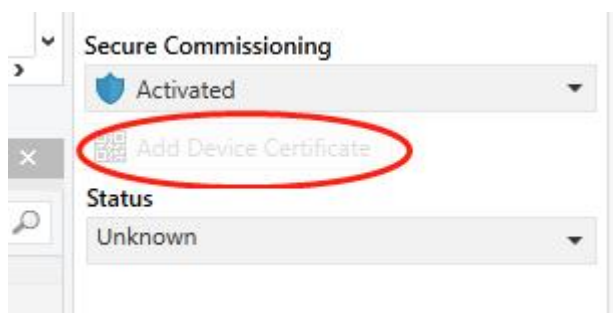 Secure Commissioning
Activated
Add Device Certificate
Status
Unknown